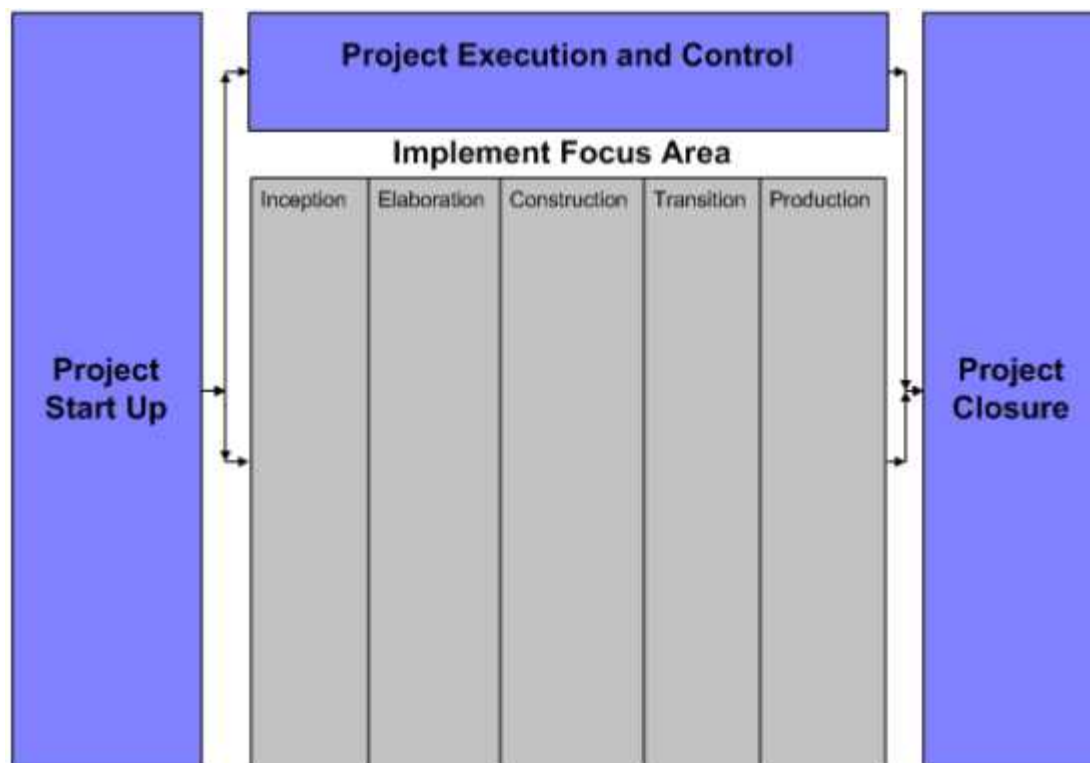 Project Execution and Control
Implement Focus Area
Inception
Elaboration
Construction
Transition
Production
Project
Start Up
Project
Closure